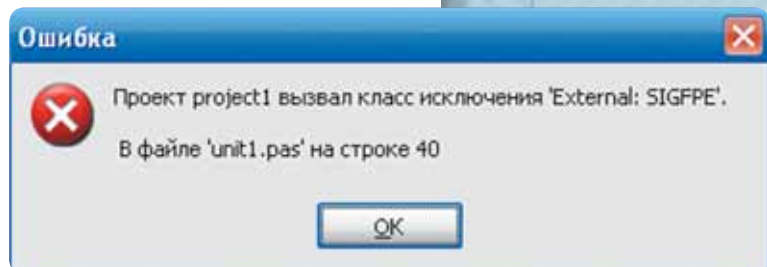 Ошибка
Проект project1 вызвал класс исключения 'External: SIGFPE'.
В файле 'unit1.pas' на строке 40
OK